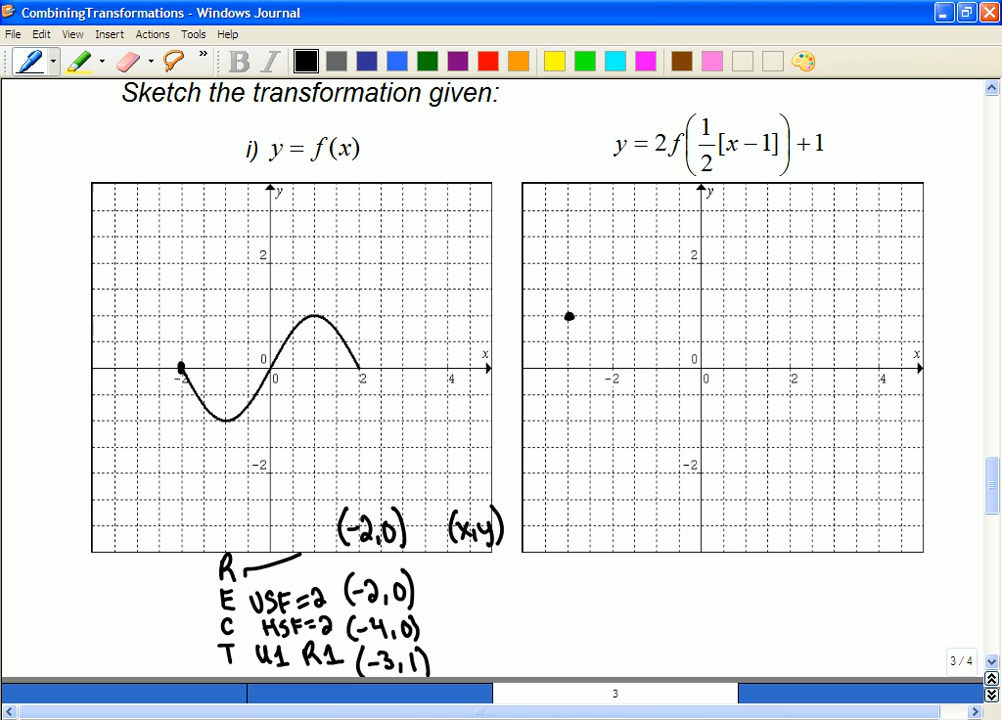 CombiningTransformations - Windows Journal
File Edit View Insert Actions Tools Help
» B I
Sketch the transformation given:
i) y = f(x)
y = 2f(1/2[x − 1]) + 1
y
2
0
x
-2 0 2 4
-2
y
2
0
x
-2 0 2 4
-2
(-2,0) (x,y)
R
E VSF=2 (-2,0)
C HSF=2 (-4,0)
T U1 R1 (-3,1)
3 / 4
3